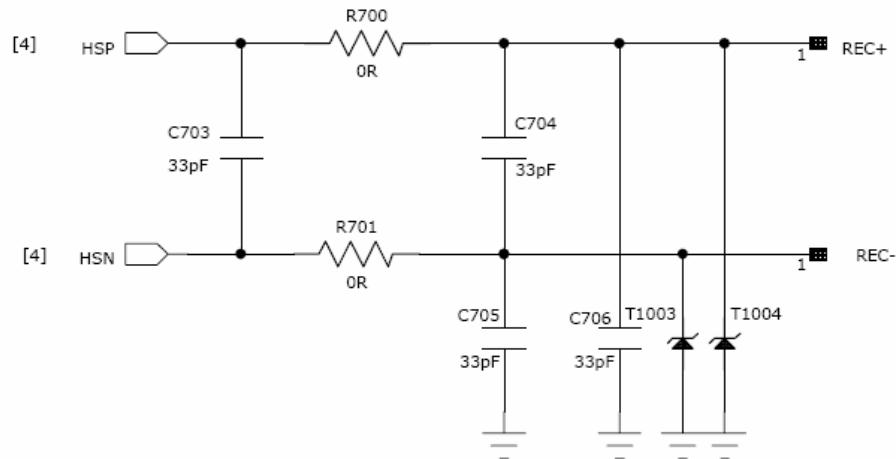 R700
[4] HSP 0R 1 REC+
C703 C704
33pF 33pF
R701
[4] HSN 0R 1 REC-
C705 C706 T1003 T1004
33pF 33pF